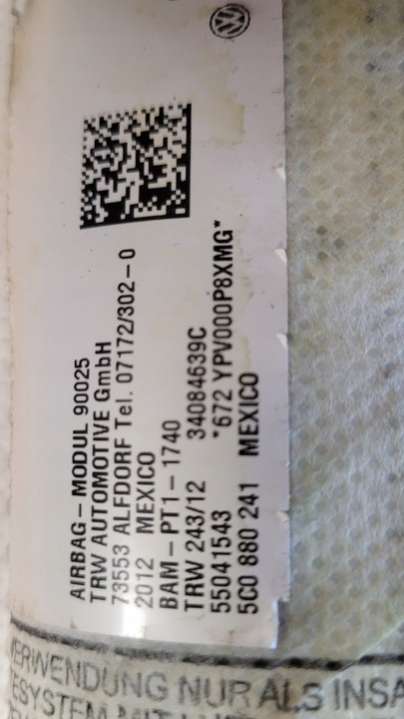 AIRBAG-MODUL 90025
TRW AUTOMOTIVE GmbH
73553 ALFDORF Tel. 07172/302-0
2012 MEXICO
BAM-PT1-1740
TRW 243/12 34084639C
55041543 *672 YPV000P8XMG*
5C0 880 241 MEXICO
VERWENDUNG NUR ALS INSA